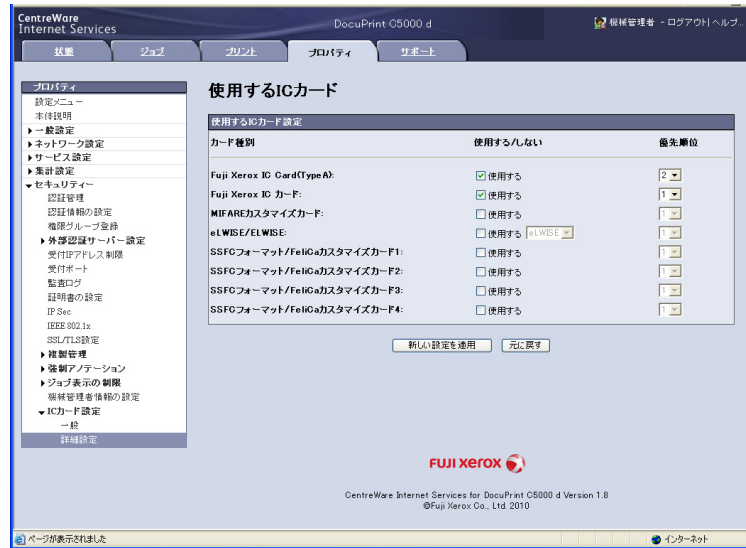 CentreWare
Internet Services
DocuPrint C5000 d
機械管理者 - ログアウト| ヘルプ...
状態 ジョブ プリント プロパティ サポート
プロパティ
設定メニュー
本体説明
一般設定
ネットワーク設定
サービス設定
集計設定
セキュリティー
認証管理
認証情報の設定
権限グループ登録
外部認証サーバー設定
受付IPアドレス制限
受付ポート
監査ログ
証明書の設定
IP Sec
IEEE 802.1x
SSL/TLS設定
複製管理
強制アノテーション
ジョブ表示の制限
機械管理者情報の設定
ICカード設定
一般
詳細設定
使用するICカード
使用するICカード設定
カード種別 使用する/しない 優先順位
Fuji Xerox IC Card(TypeA): 使用する 2
Fuji Xerox IC カード: 使用する 1
MIFAREカスタマイズカード: 使用する 1
eLWISE/ELWISE: 使用する eLWISE 1
SSFCフォーマット/FeliCaカスタマイズカード1: 使用する 1
SSFCフォーマット/FeliCaカスタマイズカード2: 使用する 1
SSFCフォーマット/FeliCaカスタマイズカード3: 使用する 1
SSFCフォーマット/FeliCaカスタマイズカード4: 使用する 1
新しい設定を適用 元に戻す
FUJI xerox
CentreWare Internet Services for DocuPrint C5000 d Version 1.8
©Fuji Xerox Co., Ltd. 2010
ページが表示されました インターネット